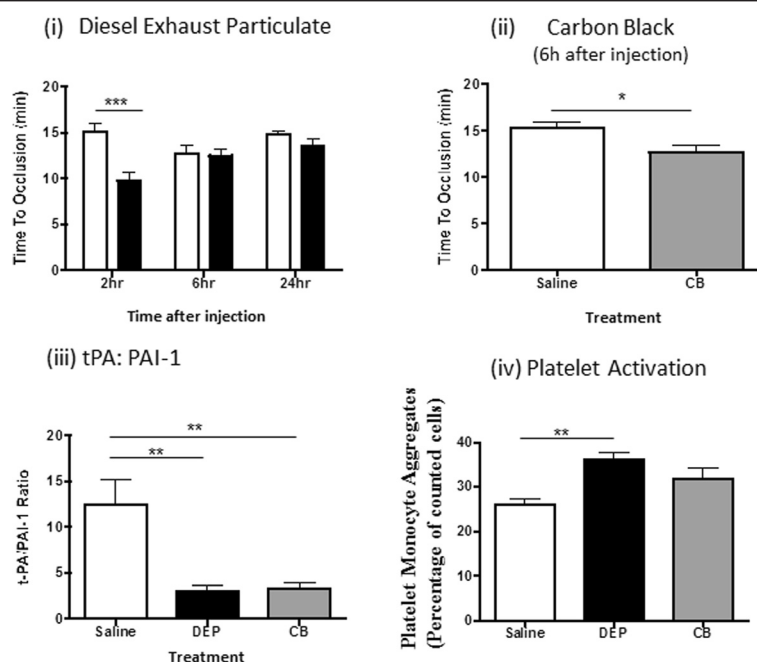 (i) Diesel Exhaust Particulate
Time To Occlusion (min)
20
15
10
5
0
***
2hr 6hr 24hr
Time after injection
(ii) Carbon Black
(6h after injection)
Time To Occlusion (min)
20
15
10
5
0
*
Saline CB
Treatment
(iii) tPA: PAI-1
t-PA/PAI-1 Ratio
20
15
10
5
0
**
**
Saline DEP CB
Treatment
(iv) Platelet Activation
Platelet Monocyte Aggregates
(Percentage of counted cells)
40
30
20
10
0
**
Saline DEP CB